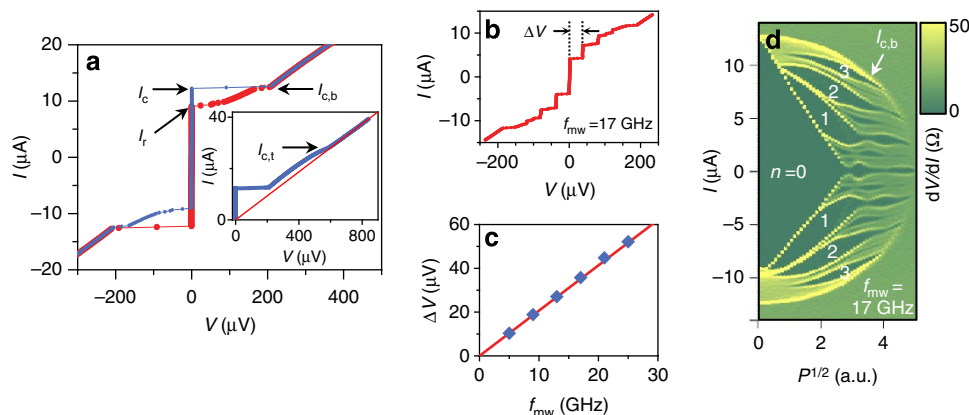 a
20
10
0
−10
−20
I (μA)
−200
0
200
400
V (μV)
I_c
I_r
I_c,b
I_c,t
40
0
I (μA)
0
400
800
V (μV)
b
ΔV
10
0
−10
I (μA)
f_mw = 17 GHz
−200
0
200
V (μV)
c
60
40
20
0
ΔV (μV)
0
10
20
30
f_mw (GHz)
d
I_c,b
10
5
0
−5
−10
I (μA)
3
2
1
n = 0
1
2
3
f_mw =
17 GHz
0
2
4
P^1/2 (a.u.)
50
0
dV/dI (Ω)